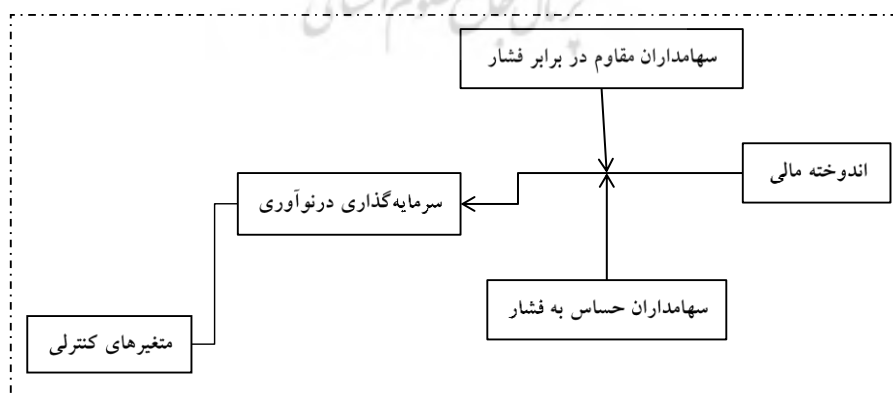 سهامداران مقاوم در برابر فشار
اندوخته مالی
سرمایه‌گذاری درنوآوری
سهامداران حساس به فشار
متغیرهای کنترلی